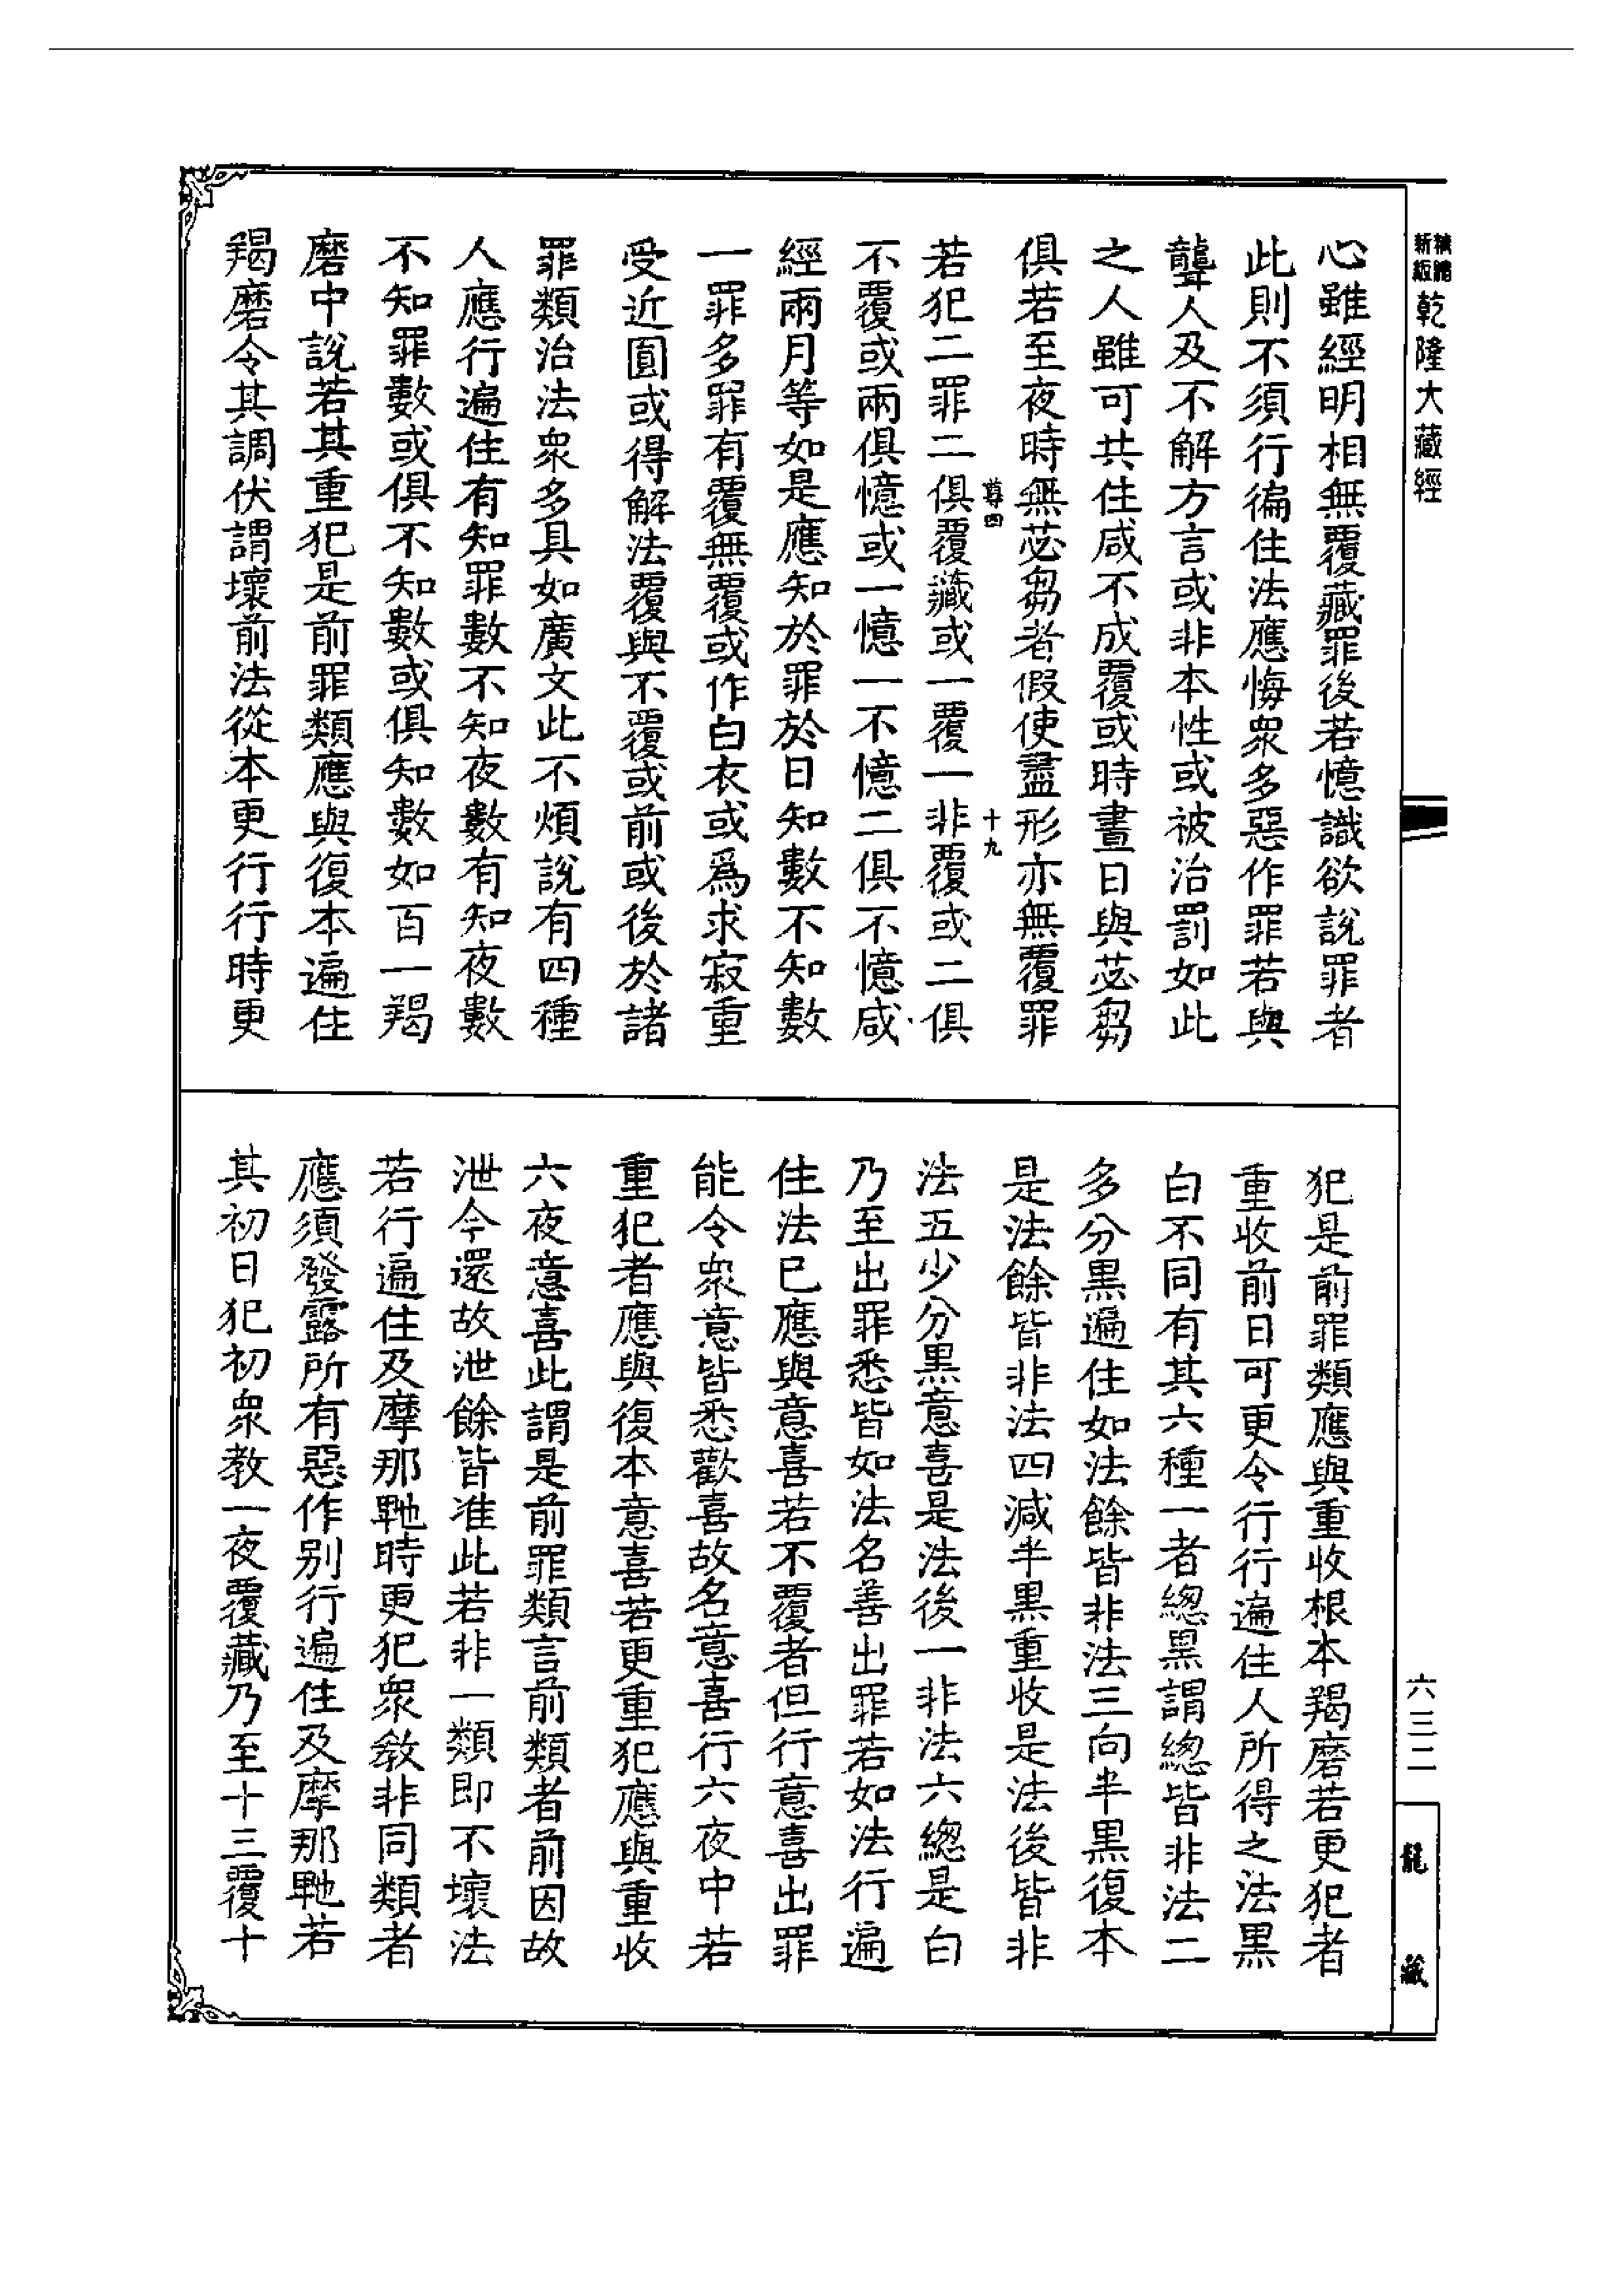 精體新版乾隆大藏經
心雖經明相無覆藏罪後若憶識欲說罪者
此則不須行徧住法應悔衆多惡作罪若與
聾人及不解方言或非本性或被治罰如此
之人雖可共住咸不成覆或時晝日與苾芻
俱若至夜時無苾芻者假使盡形亦無覆罪
尊四 十九
若犯二罪二俱覆藏或一覆一非覆或二俱
不覆或兩俱憶或一憶一不憶二俱不憶咸
經兩月等如是應知於罪於日知數不知數
一罪多罪有覆無覆或作白衣或爲求寂重
受近圓或得解法覆與不覆或前或後於諸
罪類治法衆多具如廣文此不煩說有四種
人應行遍住有知罪數不知夜數有知夜數
不知罪數或俱不知數或俱知數如百一羯
磨中說若其重犯是前罪類應與復本遍住
羯磨令其調伏謂壞前法從本更行行時更
犯是前罪類應與重收根本羯磨若更犯者
重收前日可更令行行遍住人所得之法黑
白不同有其六種一者總黑謂總皆非法二
多分黑遍住如法餘皆非法三向半黑復本
是法餘皆非法四減半黑重收是法後皆非
法五少分黑意喜是法後一非法六總是白
乃至出罪悉皆如法名善出罪若如法行遍
住法已應與意喜若不覆者但行意喜出罪
能令衆意皆悉歡喜故名意喜行六夜中若
重犯者應與復本意喜若更重犯應與重收
六夜意喜此謂是前罪類言前類者前因故
泄今還故泄餘皆准此若非一類即不壞法
若行遍住及摩那卑也時更犯衆教非同類者
應須發露所有惡作别行遍住及摩那卑也若
其初日犯初衆教一夜覆藏乃至十三覆十
六三二
龍藏